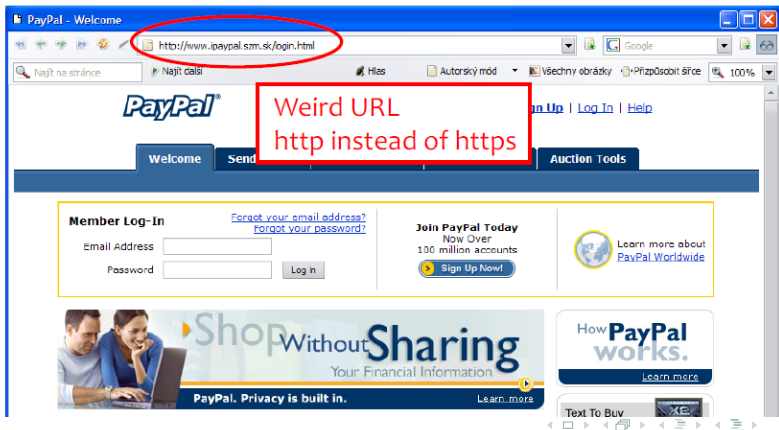 PayPal - Welcome
http://www.ipaypal.szm.sk/login.html
Google
Najít na stránce
Najít další
Hlas
Autorský mód
Všechny obrázky
Přizpůsobit šířce
100%
PayPal
Weird URL
http instead of https
n Up | Log In | Help
Welcome
Send
Auction Tools
Member Log-In
Forgot your email address?
Forgot your password?
Email Address
Password
Log In
Join PayPal Today
Now Over
100 million accounts
Sign Up Now!
Learn more about
PayPal Worldwide
Shop Without Sharing
Your Financial Information
PayPal. Privacy is built in.
Learn more
How PayPal
works.
Learn more
Text To Buy
X2